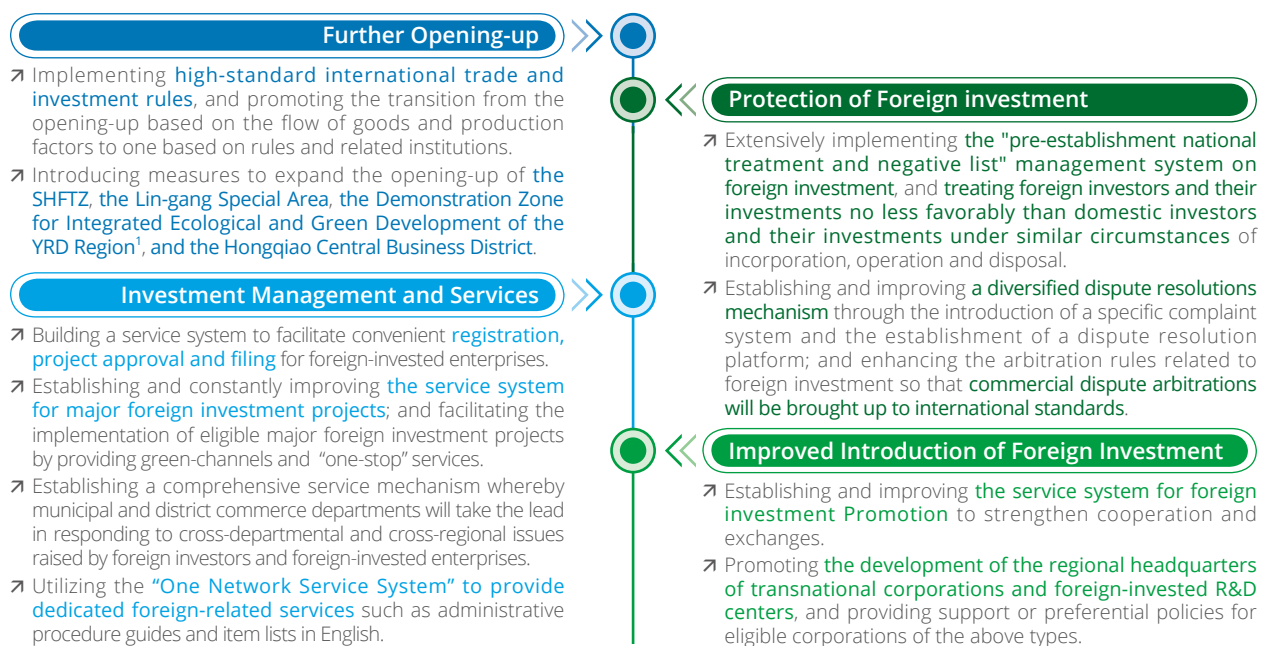 Further Opening-up
Implementing high-standard international trade and
investment rules, and promoting the transition from the
opening-up based on the flow of goods and production
factors to one based on rules and related institutions.
Introducing measures to expand the opening-up of the
SHFTZ, the Lin-gang Special Area, the Demonstration Zone
for Integrated Ecological and Green Development of the
YRD Region¹, and the Hongqiao Central Business District.
Protection of Foreign investment
Extensively implementing the "pre-establishment national
treatment and negative list" management system on
foreign investment, and treating foreign investors and their
investments no less favorably than domestic investors
and their investments under similar circumstances of
incorporation, operation and disposal.
Establishing and improving a diversified dispute resolutions
mechanism through the introduction of a specific complaint
system and the establishment of a dispute resolution
platform; and enhancing the arbitration rules related to
foreign investment so that commercial dispute arbitrations
will be brought up to international standards.
Investment Management and Services
Building a service system to facilitate convenient registration,
project approval and filing for foreign-invested enterprises.
Establishing and constantly improving the service system
for major foreign investment projects; and facilitating the
implementation of eligible major foreign investment projects
by providing green-channels and “one-stop” services.
Establishing a comprehensive service mechanism whereby
municipal and district commerce departments will take the lead
in responding to cross-departmental and cross-regional issues
raised by foreign investors and foreign-invested enterprises.
Utilizing the “One Network Service System” to provide
dedicated foreign-related services such as administrative
procedure guides and item lists in English.
Improved Introduction of Foreign Investment
Establishing and improving the service system for foreign
investment Promotion to strengthen cooperation and
exchanges.
Promoting the development of the regional headquarters
of transnational corporations and foreign-invested R&D
centers, and providing support or preferential policies for
eligible corporations of the above types.